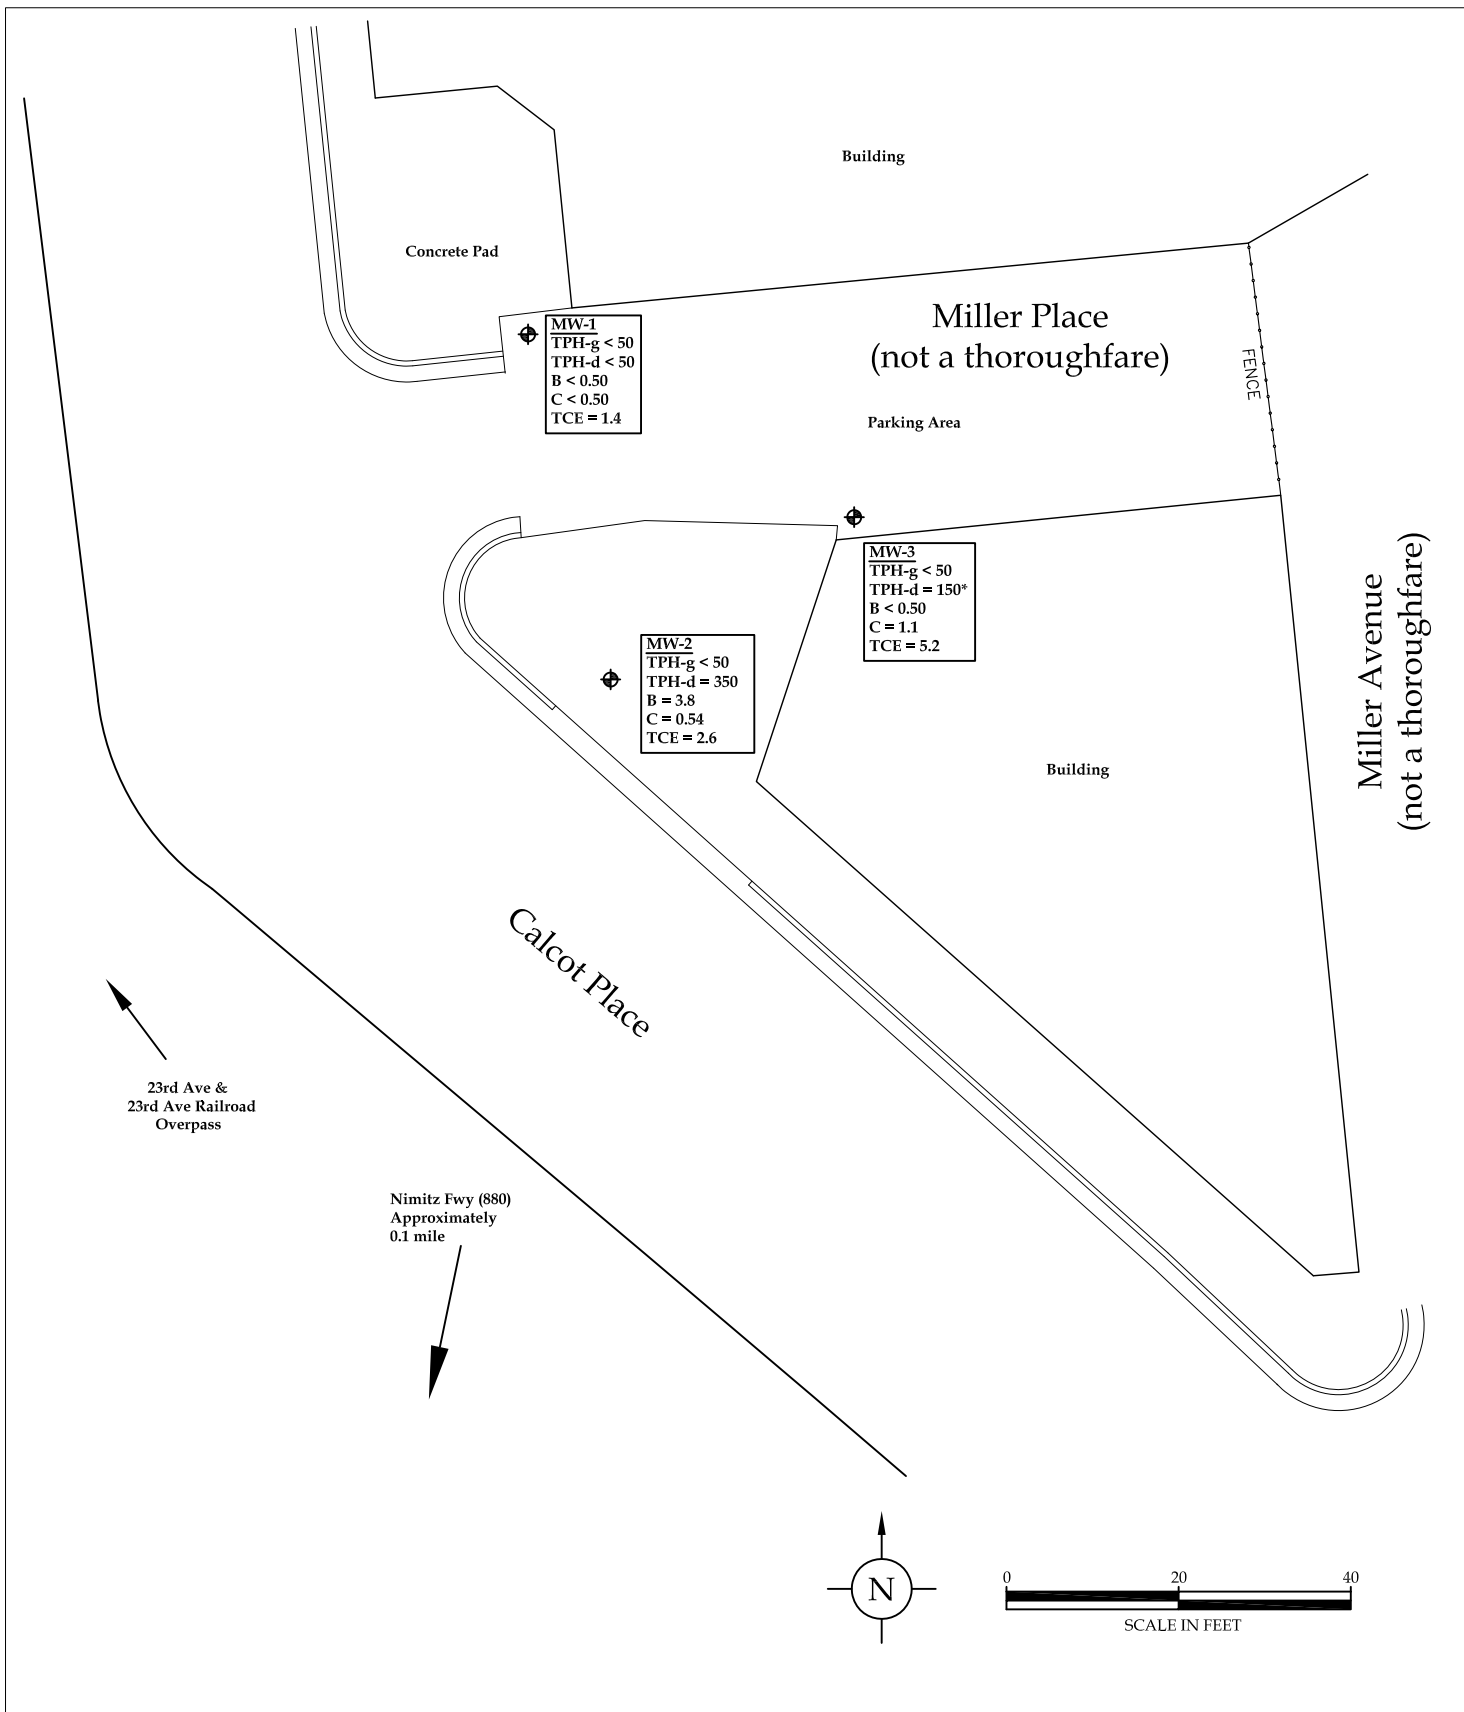 Building
Concrete Pad
Miller Place
(not a thoroughfare)
FENCE
MW-1
TPH-g < 50
TPH-d < 50
B < 0.50
C < 0.50
TCE = 1.4
Parking Area
MW-3
TPH-g < 50
TPH-d = 150*
B < 0.50
C = 1.1
TCE = 5.2
MW-2
TPH-g < 50
TPH-d = 350
B = 3.8
C = 0.54
TCE = 2.6
Miller Avenue
(not a thoroughfare)
Building
Calcot Place
23rd Ave &
23rd Ave Railroad
Overpass
Nimitz Fwy (880)
Approximately
0.1 mile
N
0 20 40
SCALE IN FEET